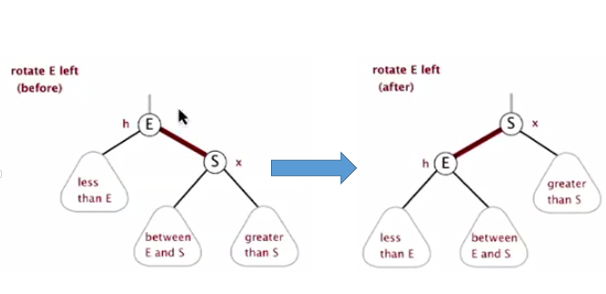 rotate E left
(before)
h
E
S
x
less
than E
between
E and S
greater
than S
rotate E left
(after)
S
x
h
E
greater
than S
less
than E
between
E and S